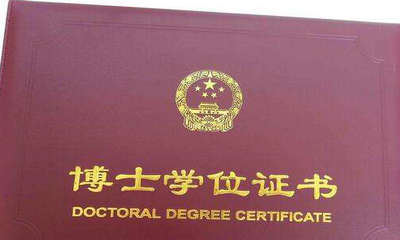 博士学位证书
DOCTORAL DEGREE CERTIFICATE